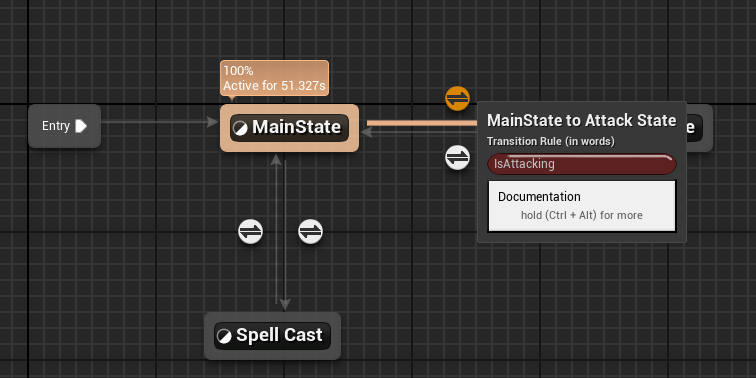 100%
Active for 51.327s
Entry
MainState
MainState to Attack State
Transition Rule (in words)
IsAttacking
Documentation
hold (Ctrl + Alt) for more
e
Spell Cast